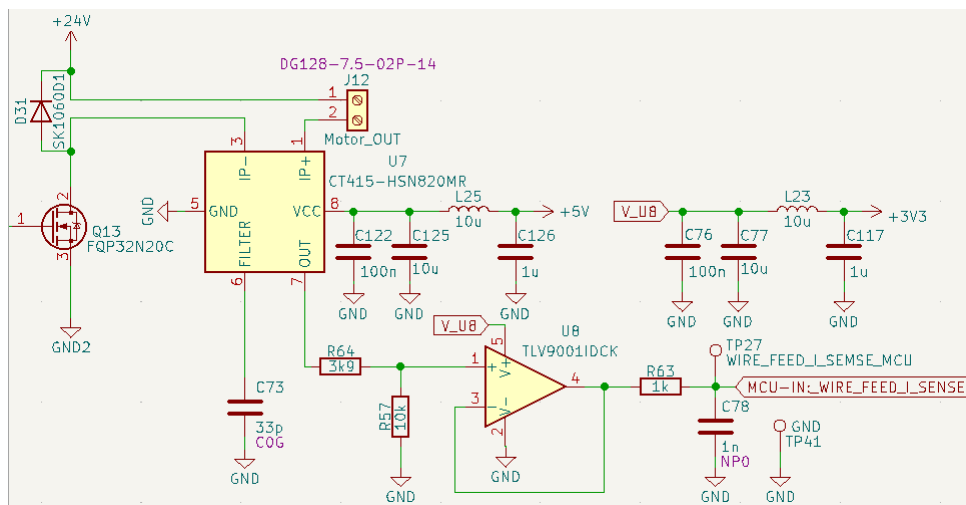 +24V
DG128-7.5-02P-14
J12
1
2
Motor_OUT
D31
SK1060D1
3
1
IP-
IP+
U7
CT415-HSN820MR
GND
5
GND
VCC
8
FILTER
OUT
6
7
L25
10u
+5V
C122
100n
C125
10u
C126
1u
GND
GND
GND
V_U8
L23
10u
+3V3
C76
100n
C77
10u
C117
1u
GND
GND
GND
1
2
3
Q13
FQP32N20C
GND2
V_U8
U8
TLV9001IDCK
5
V+
1
+
3
-
4
V-
2
GND
R64
3k9
R57
10k
GND
C73
33p
C0G
GND
R63
1k
TP27
WIRE_FEED_I_SEMSE_MCU
MCU-IN:_WIRE_FEED_I_SENSE
C78
1n
NP0
GND
GND
TP41
GND